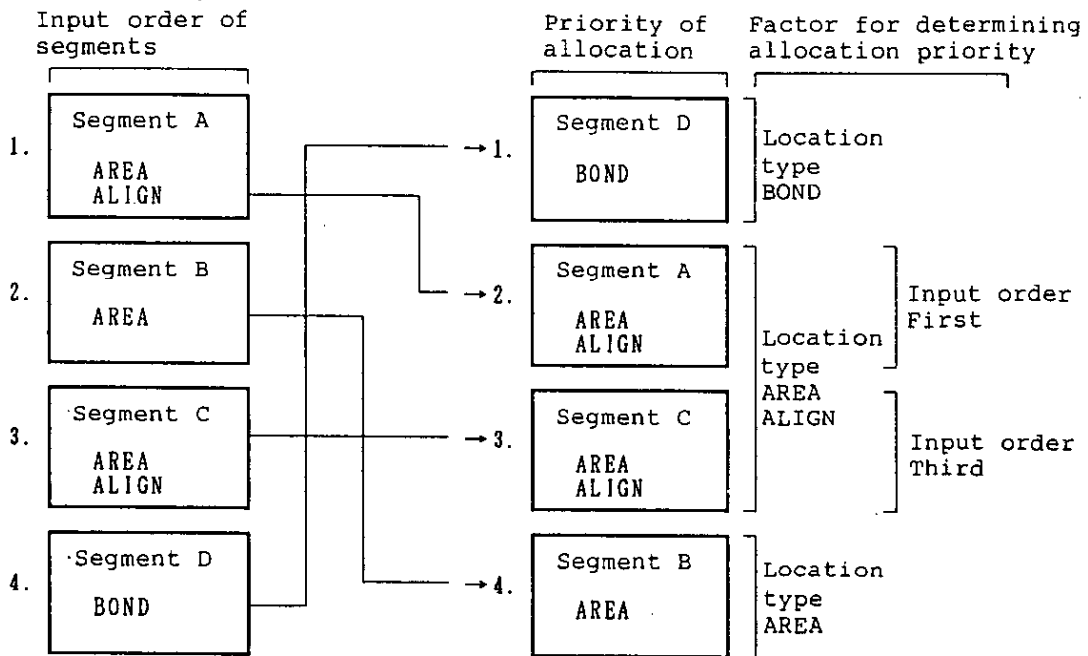 Input order of
segments
Priority of
allocation
Factor for determining
allocation priority
1.
Segment A
AREA
ALIGN
2.
Segment B
AREA
3.
Segment C
AREA
ALIGN
4.
Segment D
BOND
→1.
Segment D
BOND
→2.
Segment A
AREA
ALIGN
→3.
Segment C
AREA
ALIGN
→4.
Segment B
AREA
Location
type
BOND
Location
type
AREA
ALIGN
Input order
First
Input order
Third
Location
type
AREA